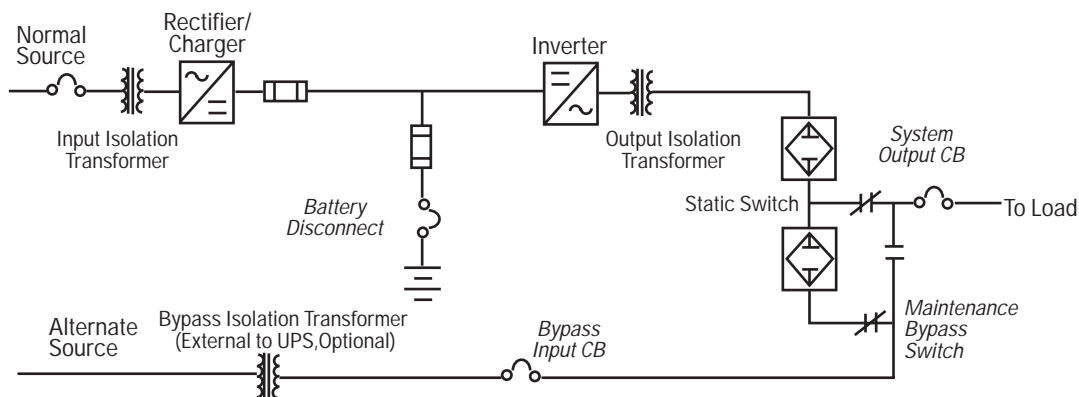 Normal
Source
Rectifier/
Charger
Inverter
Input Isolation
Transformer
Output Isolation
Transformer
System
Output CB
Battery
Disconnect
Static Switch
To Load
Alternate
Source
Bypass Isolation Transformer
(External to UPS,Optional)
Bypass
Input CB
Maintenance
Bypass
Switch